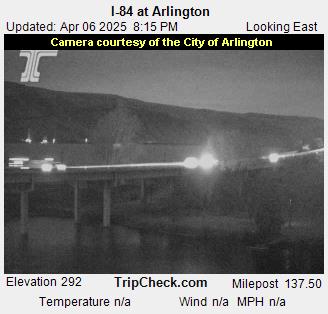 I-84 at Arlington
Updated: Apr 06 2025 8:15 PM Looking East
Camera courtesy of the City of Arlington
Elevation 292 TripCheck.com Milepost 137.50
Temperature n/a Wind n/a MPH n/a